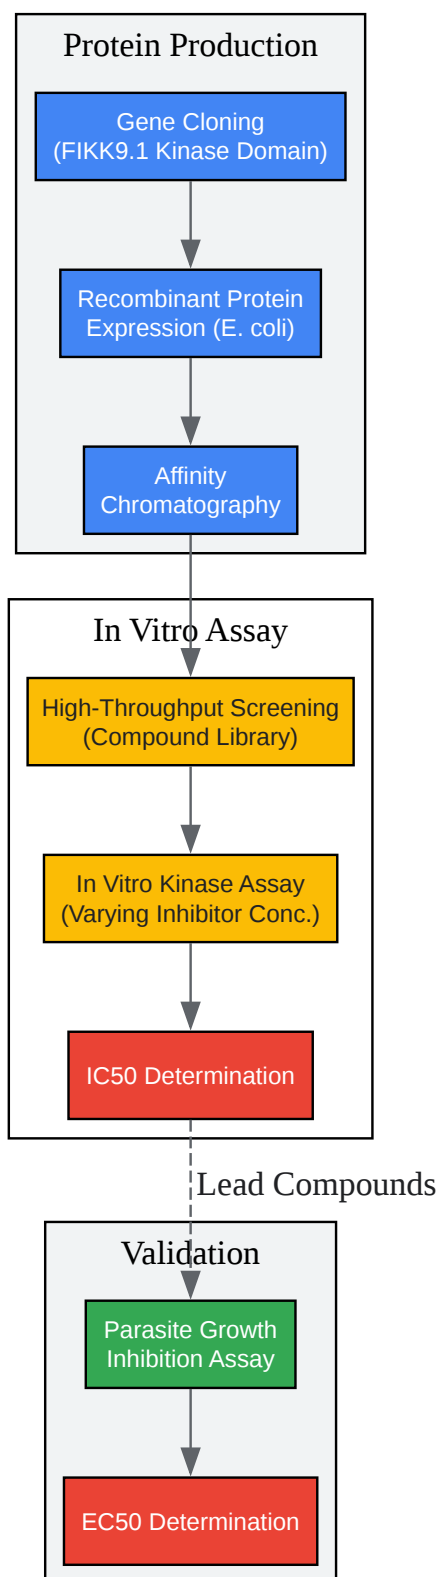 Protein Production
Gene Cloning
(FIKK9.1 Kinase Domain)
Recombinant Protein
Expression (E. coli)
Affinity
Chromatography
In Vitro Assay
High-Throughput Screening
(Compound Library)
In Vitro Kinase Assay
(Varying Inhibitor Conc.)
IC50 Determination
Lead Compounds
Validation
Parasite Growth
Inhibition Assay
EC50 Determination